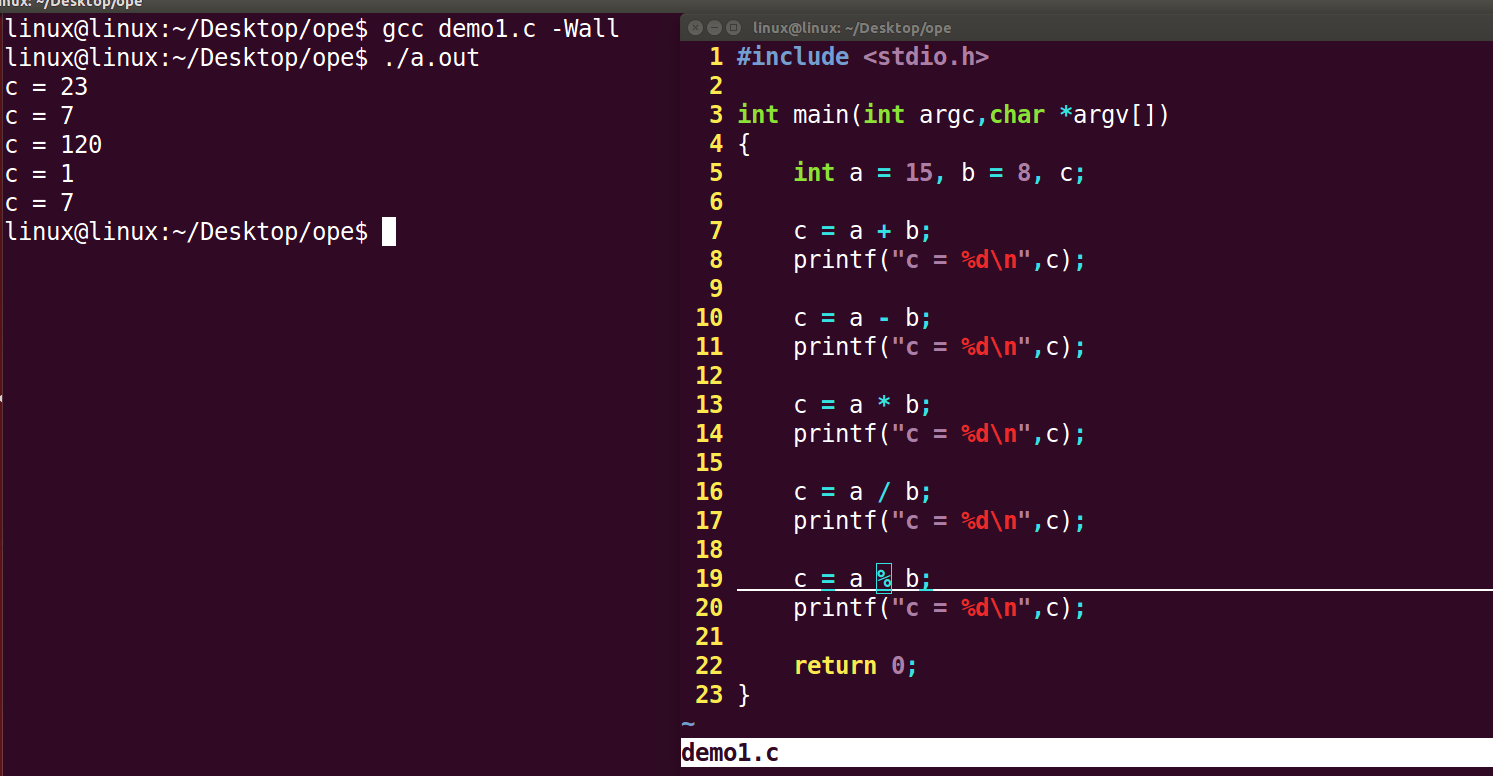 linux@linux:~/Desktop/ope$ gcc demo1.c -Wall
linux@linux:~/Desktop/ope$ ./a.out
c = 23
c = 7
c = 120
c = 1
c = 7
linux@linux:~/Desktop/ope$
linux@linux: ~/Desktop/ope
1 #include <stdio.h>
2
3 int main(int argc,char *argv[])
4 {
5     int a = 15, b = 8, c;
6
7     c = a + b;
8     printf("c = %d\n",c);
9
10     c = a - b;
11     printf("c = %d\n",c);
12
13     c = a * b;
14     printf("c = %d\n",c);
15
16     c = a / b;
17     printf("c = %d\n",c);
18
19     c = a % b;
20     printf("c = %d\n",c);
21
22     return 0;
23 }
~
demo1.c